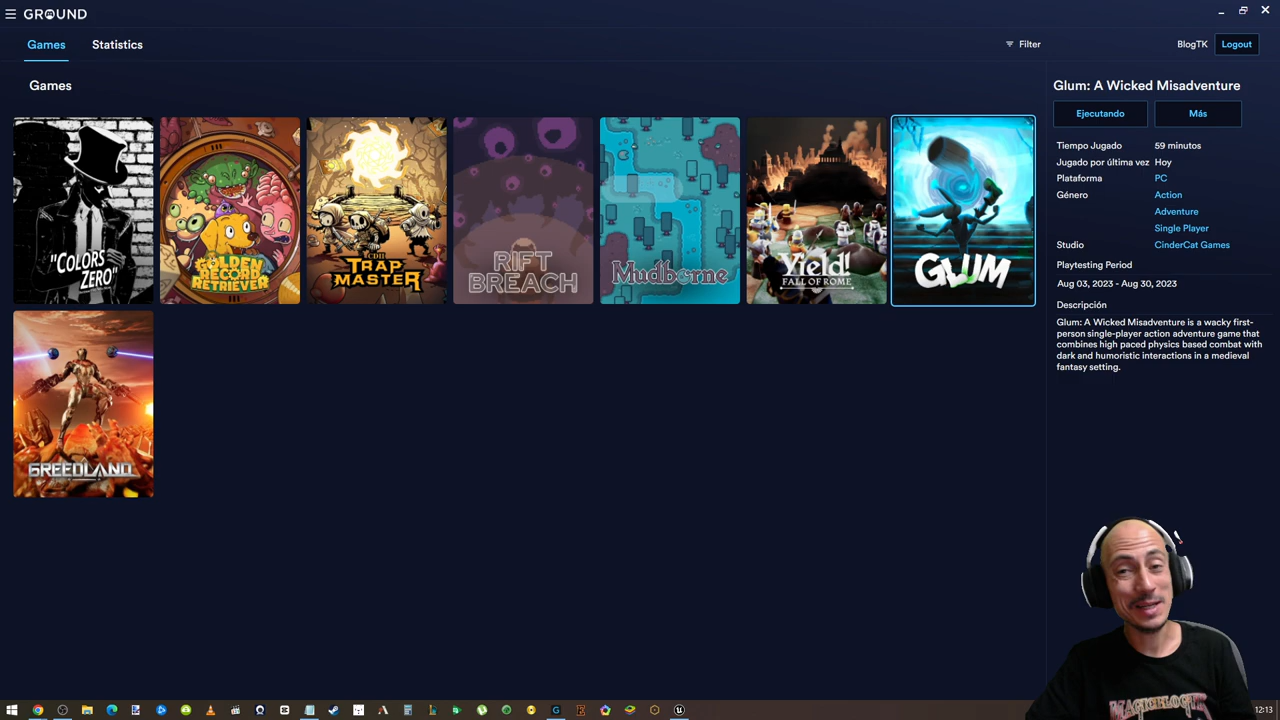 GROUND
Games
Statistics
Filter
BlogTK
Logout
Games
Glum: A Wicked Misadventure
Ejecutando
Más
Tiempo Jugado
59 minutos
Jugado por última vez
Hoy
Plataforma
PC
Género
Action
Adventure
Single Player
Studio
CinderCat Games
Playtesting Period
Aug 03, 2023 - Aug 30, 2023
Descripción
Glum: A Wicked Misadventure is a wacky first-
person single-player action adventure game that
combines high paced physics based combat with
dark and humoristic interactions in a medieval
fantasy setting.
"COLORS
ZERO"
GOLDEN
RECORD
RETRIEVER
CD II
TRAP
MASTER
RIFT
BREACH
Mudborne
Yield!
FALL OF ROME
GLUM
GREEDLAND
12:13